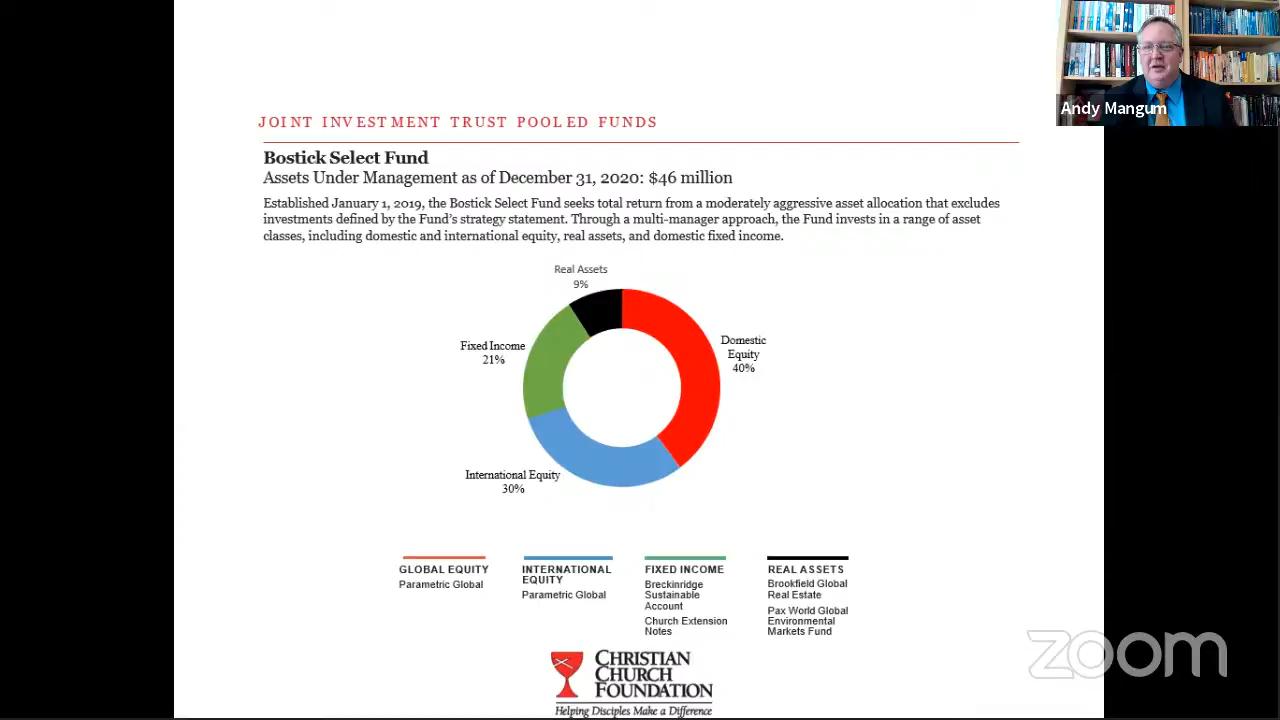 Andy Mangum
JOINT INVESTMENT TRUST POOLED FUNDS
Bostick Select Fund
Assets Under Management as of December 31, 2020: $46 million
Established January 1, 2019, the Bostick Select Fund seeks total return from a moderately aggressive asset allocation that excludes
investments defined by the Fund's strategy statement. Through a multi-manager approach, the Fund invests in a range of asset
classes, including domestic and international equity, real assets, and domestic fixed income.
Real Assets
9%
Domestic
Equity
40%
Fixed Income
21%
International Equity
30%
GLOBAL EQUITY
Parametric Global
INTERNATIONAL
EQUITY
Parametric Global
FIXED INCOME
Breckinridge
Sustainable
Account
Church Extension
Notes
REAL ASSETS
Brookfield Global
Real Estate
Pax World Global
Environmental
Markets Fund
zoom
CHRISTIAN
CHURCH
FOUNDATION
Helping Disciples Make a Difference